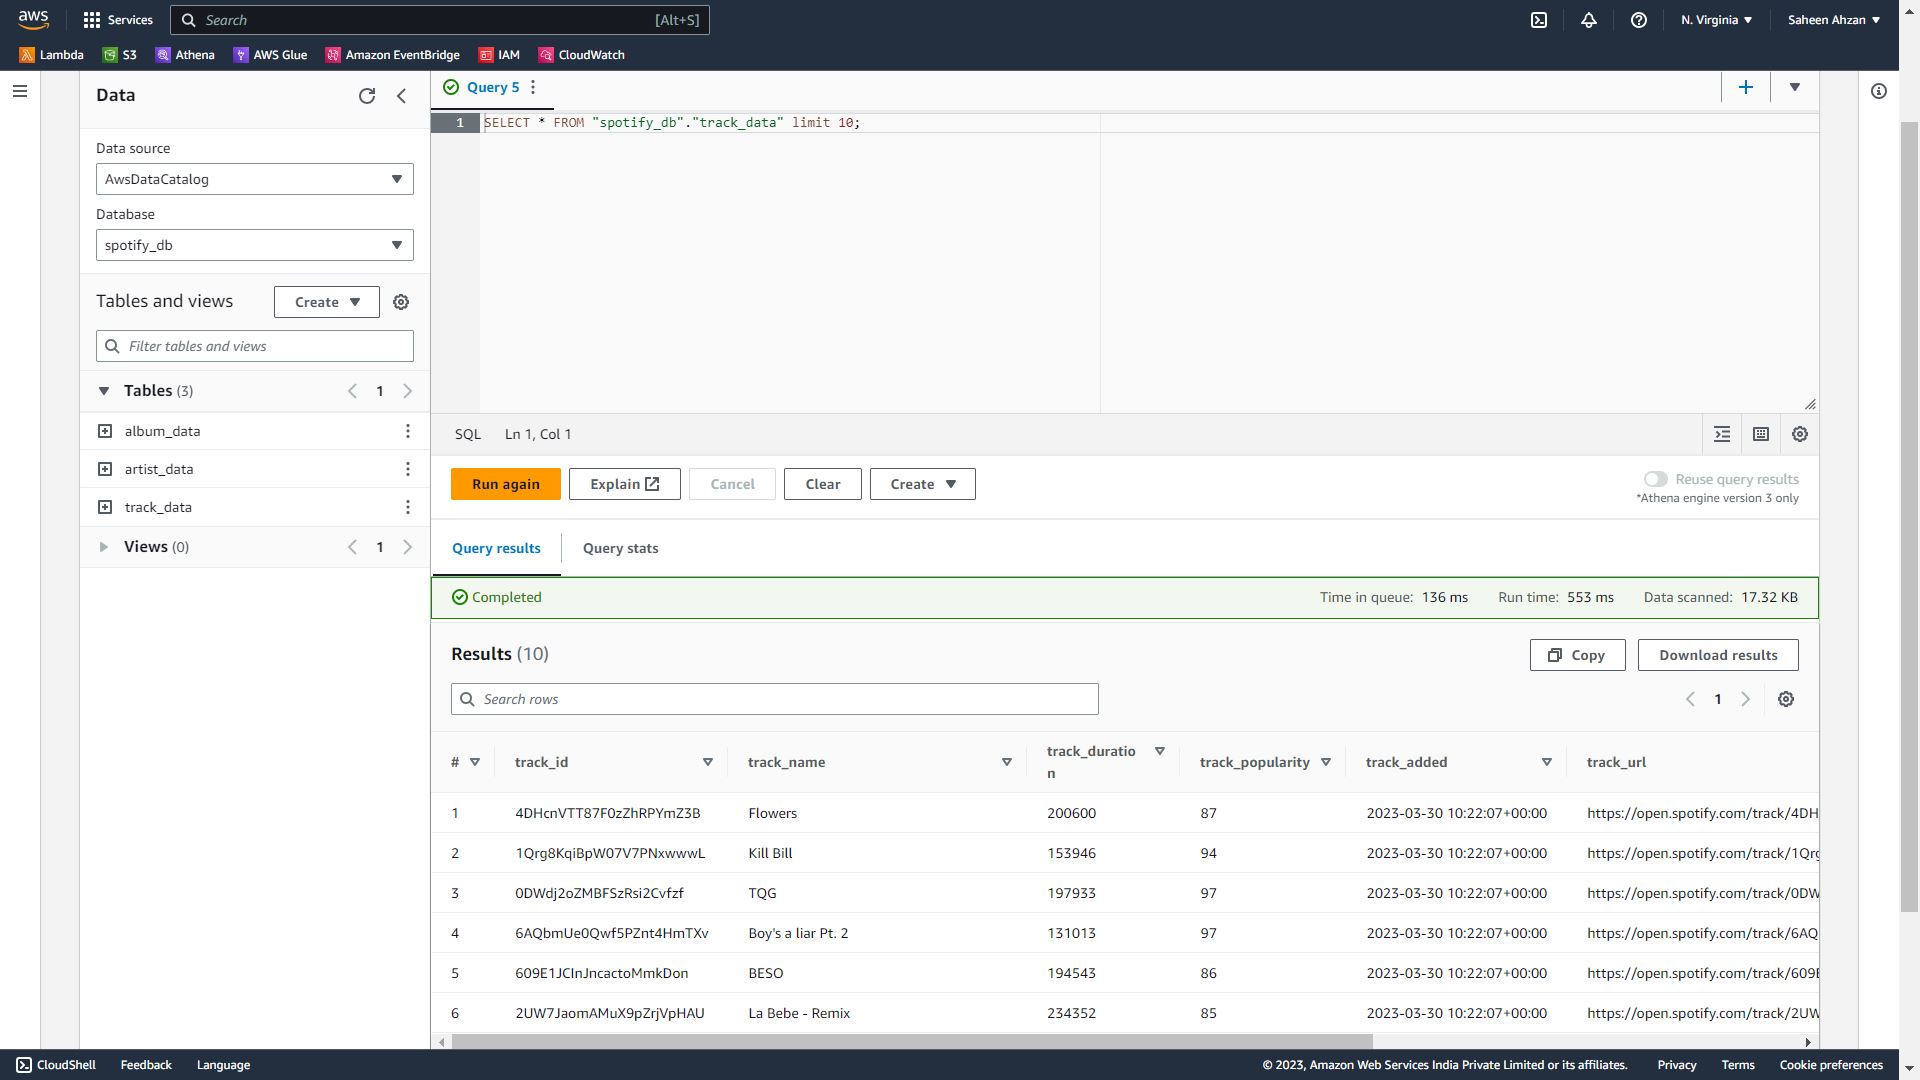 aws
Services
Search
[Alt+S]
N. Virginia
Saheen Ahzan
Lambda
S3
Athena
AWS Glue
Amazon EventBridge
IAM
CloudWatch
Data
Data source
AwsDataCatalog
Database
spotify_db
Tables and views
Create
Filter tables and views
Tables (3)
1
album_data
artist_data
track_data
Views (0)
1
Query 5
1 SELECT * FROM "spotify_db"."track_data" limit 10;
SQL Ln 1, Col 1
Run again
Explain
Cancel
Clear
Create
Reuse query results
*Athena engine version 3 only
Query results
Query stats
Completed
Time in queue: 136 ms Run time: 553 ms Data scanned: 17.32 KB
Results (10)
Copy
Download results
Search rows
1
# track_id track_name track_duration track_popularity track_added track_url
1 4DHcnVTT87F0zZhRPYmZ3B Flowers 200600 87 2023-03-30 10:22:07+00:00 https://open.spotify.com/track/4DH
2 1Qrg8KqiBpW07V7PNxwwwL Kill Bill 153946 94 2023-03-30 10:22:07+00:00 https://open.spotify.com/track/1Qrg
3 0DWdj2oZMBFSzRsi2Cvfzf TQG 197933 97 2023-03-30 10:22:07+00:00 https://open.spotify.com/track/0DW
4 6AQbmUe0Qwf5PZnt4HmTXv Boy's a liar Pt. 2 131013 97 2023-03-30 10:22:07+00:00 https://open.spotify.com/track/6AQ
5 609E1JCInJncactoMmkDon BESO 194543 86 2023-03-30 10:22:07+00:00 https://open.spotify.com/track/609E
6 2UW7JaomAMuX9pZrjVpHAU La Bebe - Remix 234352 85 2023-03-30 10:22:07+00:00 https://open.spotify.com/track/2UW
CloudShell
Feedback
Language
© 2023, Amazon Web Services India Private Limited or its affiliates.
Privacy
Terms
Cookie preferences